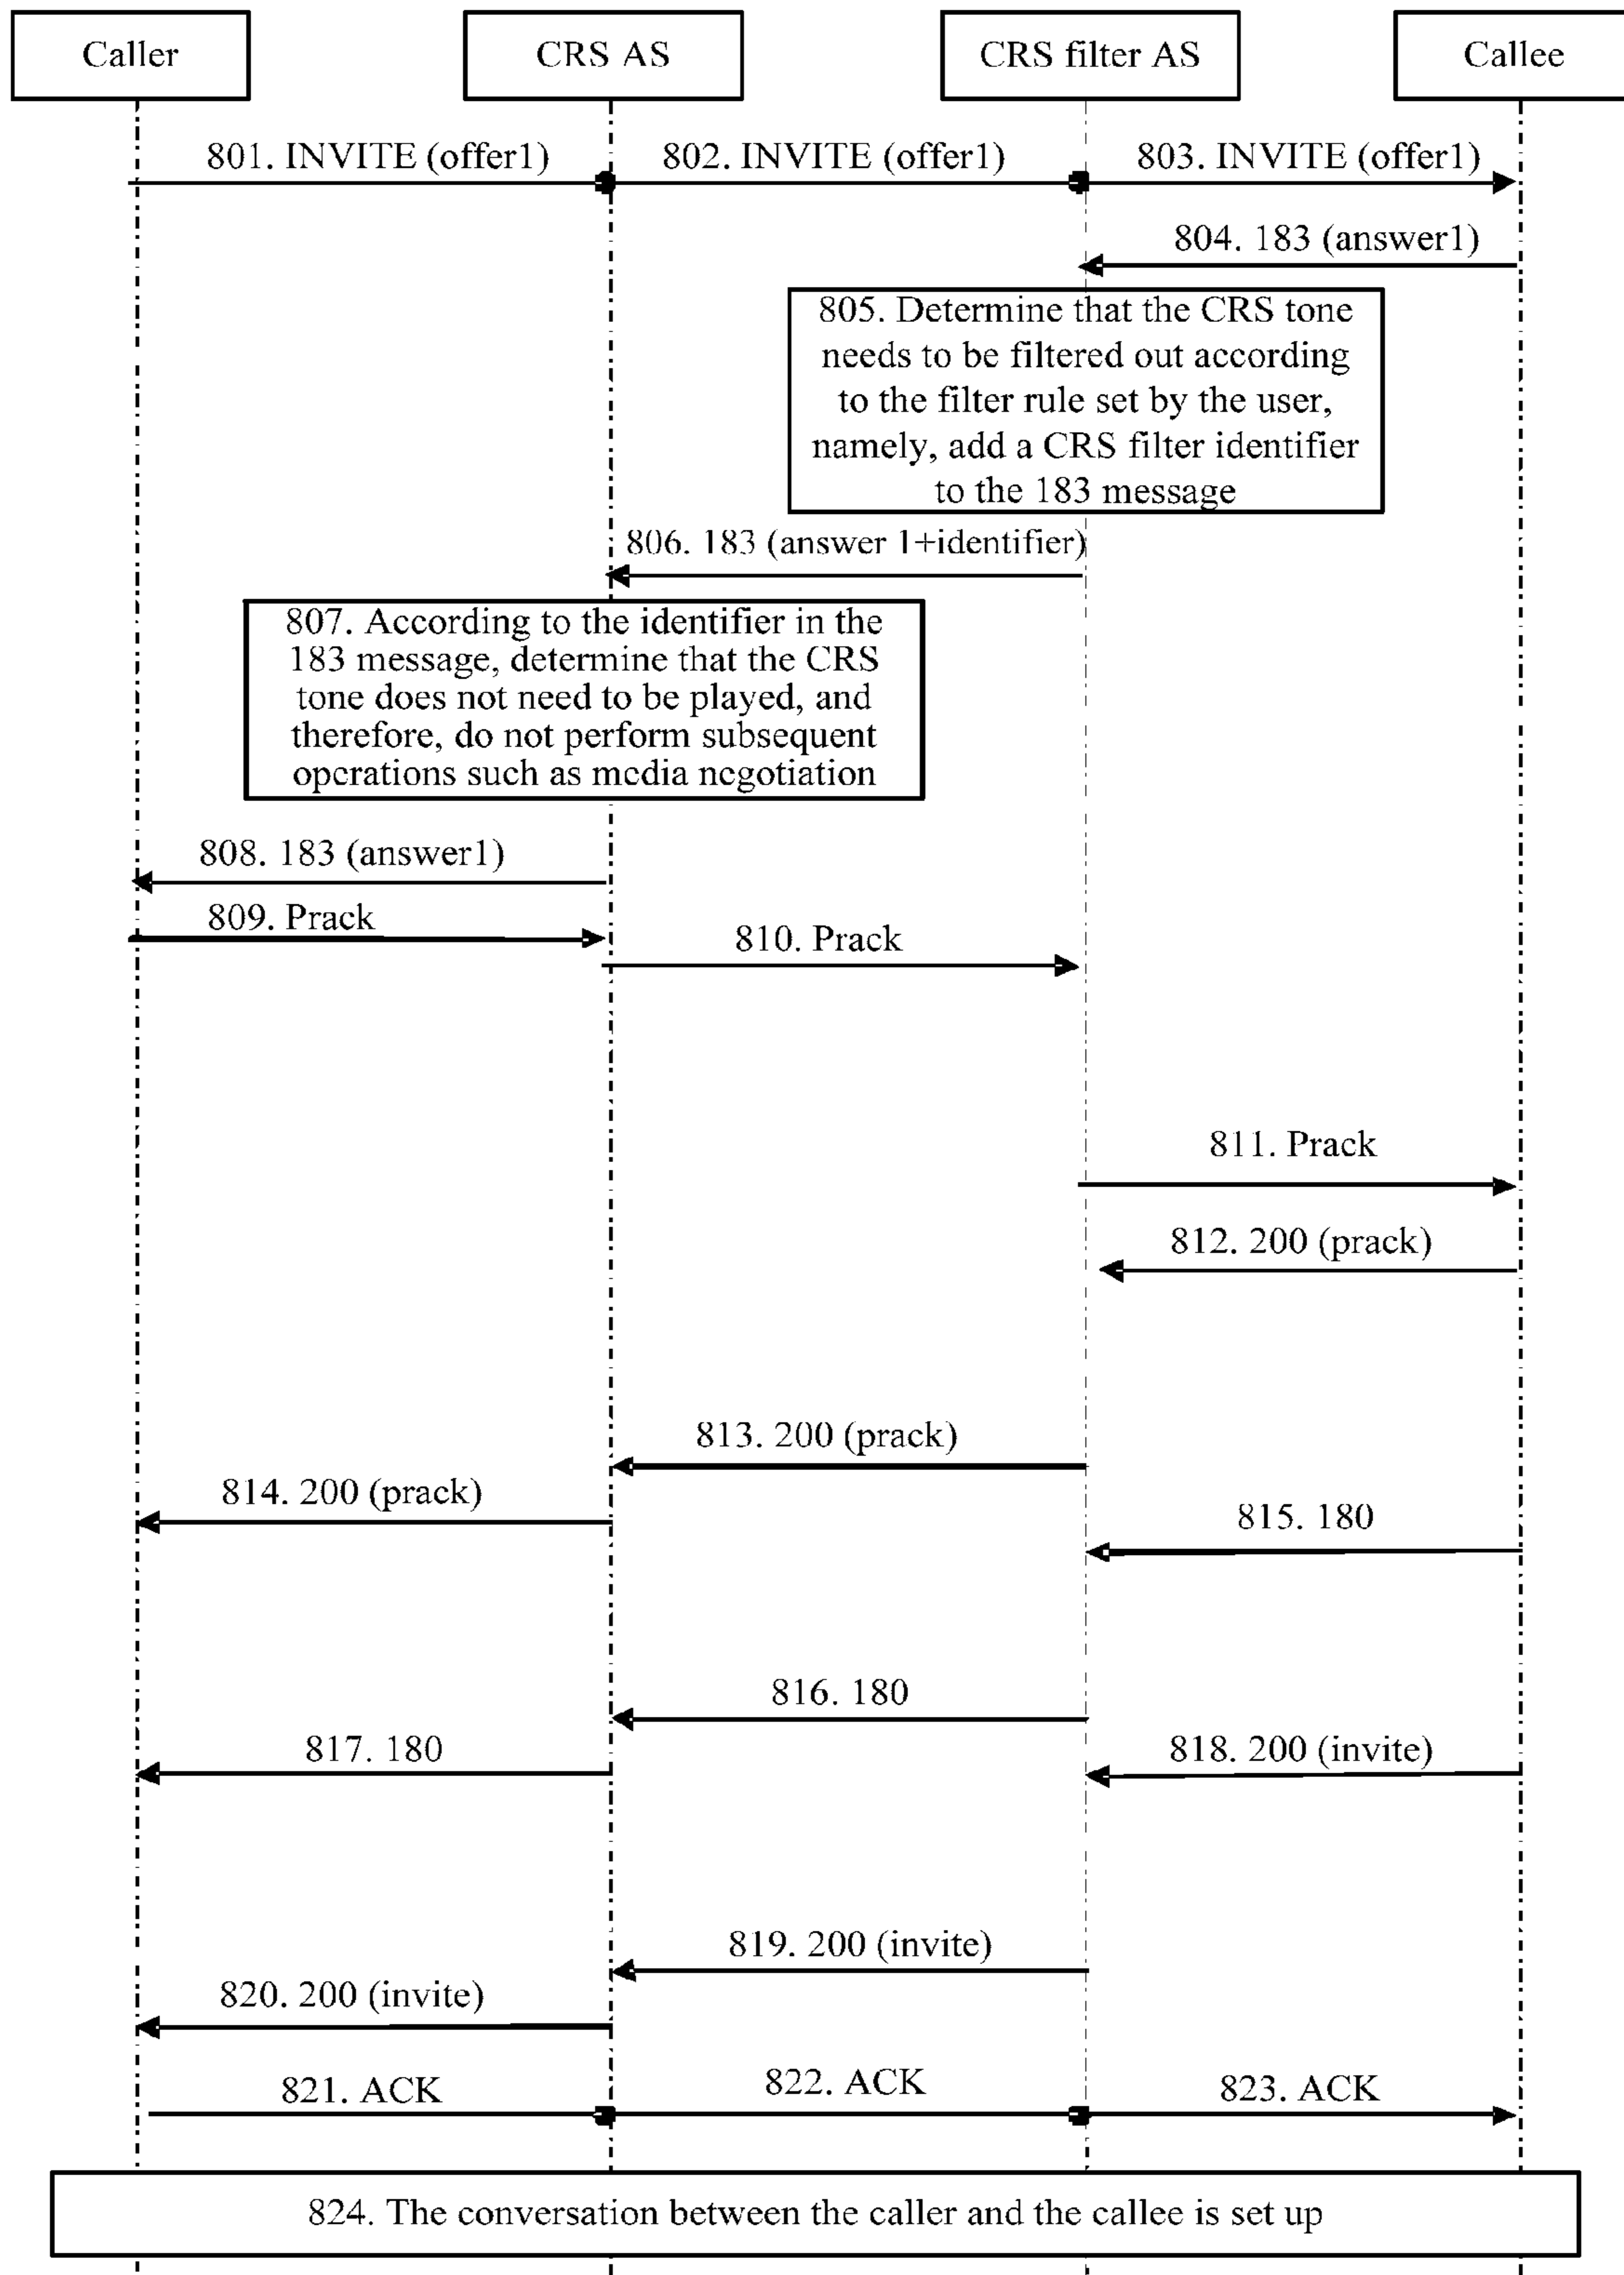 Caller
CRS AS
CRS filter AS
Callee
801. INVITE (offer1)
802. INVITE (offer1)
803. INVITE (offer1)
804. 183 (answer1)
805. Determine that the CRS tone
needs to be filtered out according
to the filter rule set by the user,
namely, add a CRS filter identifier
to the 183 message
806. 183 (answer 1+identifier)
807. According to the identifier in the
183 message, determine that the CRS
tone does not need to be played, and
therefore, do not perform subsequent
operations such as media negotiation
808. 183 (answer1)
809. Prack
810. Prack
811. Prack
812. 200 (prack)
813. 200 (prack)
814. 200 (prack)
815. 180
816. 180
817. 180
818. 200 (invite)
819. 200 (invite)
820. 200 (invite)
821. ACK
822. ACK
823. ACK
824. The conversation between the caller and the callee is set up